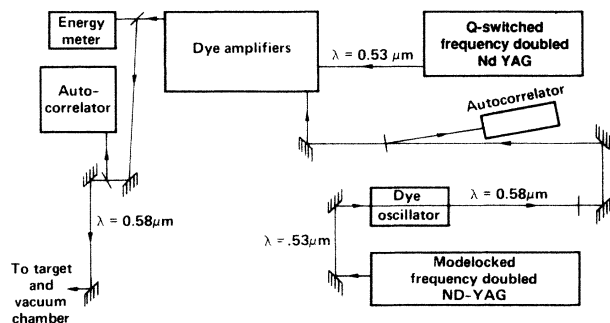 Energy
meter
Dye amplifiers
Q-switched
frequency doubled
Nd YAG
λ = 0.53 μm
Auto-
correlator
Autocorrelator
Dye
oscillator
λ = 0.58μm
λ = 0.58μm
λ = .53μm
Modelocked
frequency doubled
ND-YAG
To target
and
vacuum
chamber